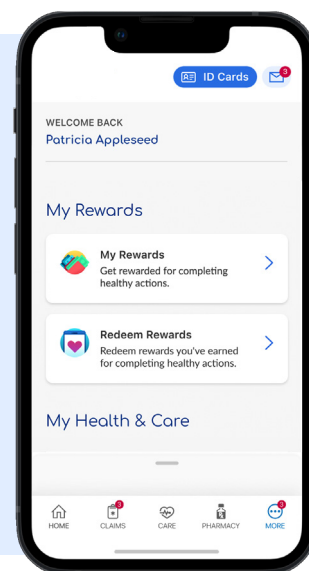 ID Cards
3
WELCOME BACK
Patricia Appleseed
My Rewards
My Rewards
Get rewarded for completing
healthy actions.
Redeem Rewards
Redeem rewards you've earned
for completing healthy actions.
My Health & Care
3
3
HOME
CLAIMS
CARE
PHARMACY
MORE